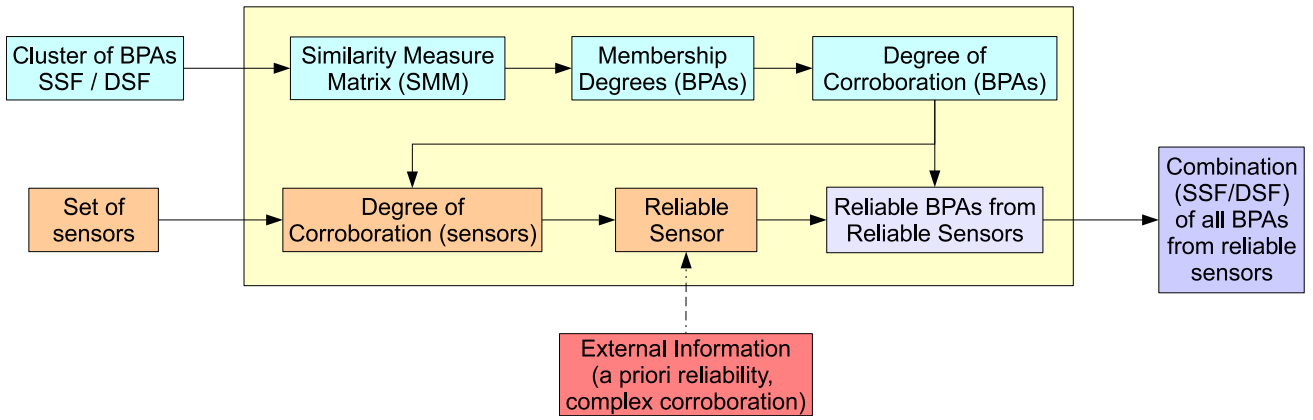 Cluster of BPAs
SSF / DSF
Similarity Measure
Matrix (SMM)
Membership
Degrees (BPAs)
Degree of
Corroboration (BPAs)
Set of
sensors
Degree of
Corroboration (sensors)
Reliable
Sensor
Reliable BPAs from
Reliable Sensors
Combination
(SSF/DSF)
of all BPAs
from reliable
sensors
External Information
(a priori reliability,
complex corroboration)